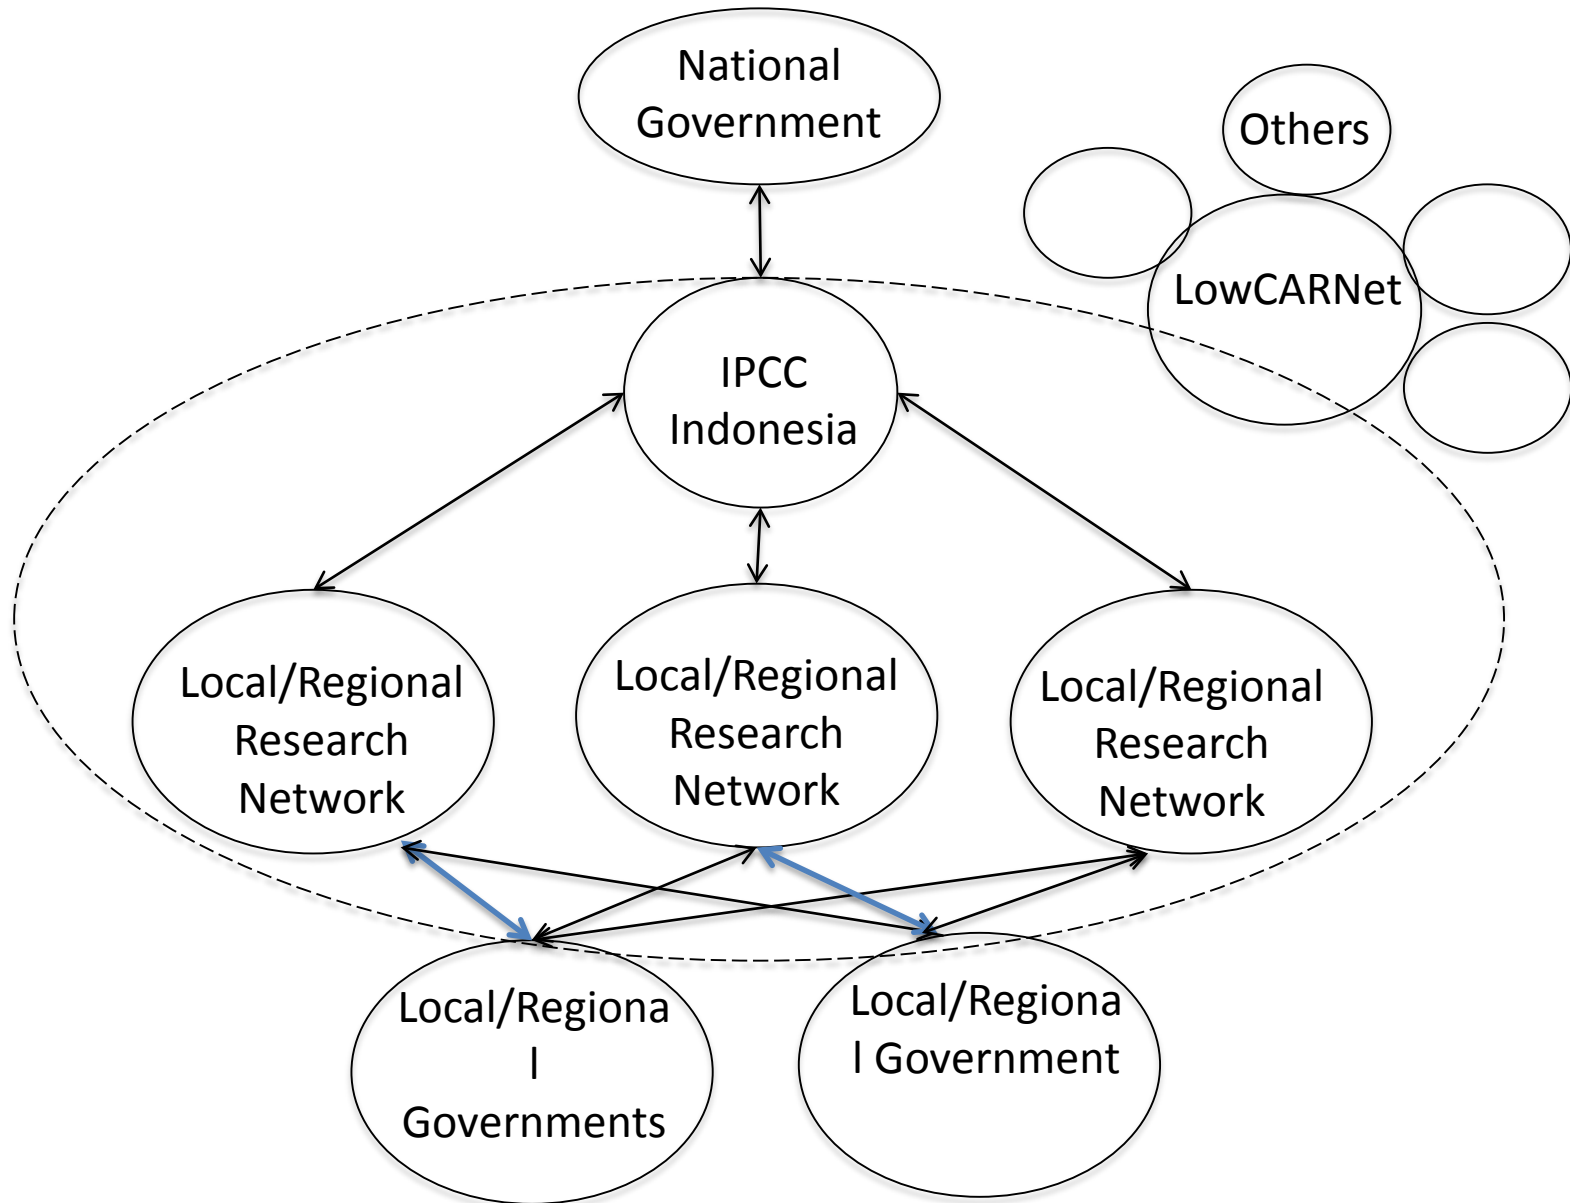 National
Government
Others
LowCARNet
IPCC
Indonesia
Local/Regional
Research
Network
Local/Regional
Research
Network
Local/Regional
Research
Network
Local/Regiona
l
Governments
Local/Regiona
l Government